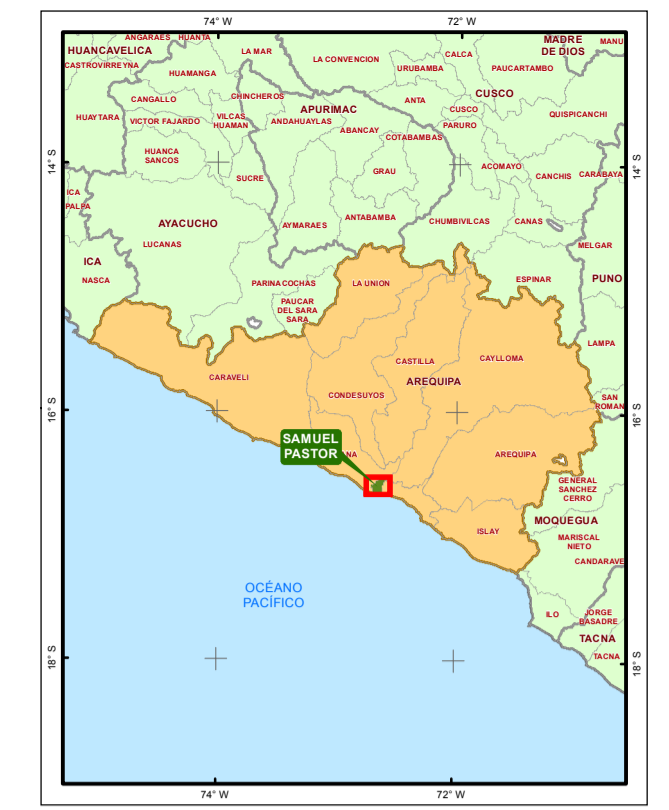 74° W
72° W
ANGARAES
HUANTA
HUANCAVELICA
LA MAR
LA CONVENCION
CALCA
MADRE
DE DIOS
MANU
CASTROVIRREYNA
HUAMANGA
URUBAMBA
PAUCARTAMBO
CANGALLO
CHINCHEROS
APURIMAC
ANTA
CUSCO
CUSCO
HUAYTARA
VICTOR FAJARDO
VILCAS
HUAMAN
ANDAHUAYLAS
ABANCAY
COTABAMBAS
PARURO
QUISPICANCHI
14° S
14° S
HUANCA
SANCOS
SUCRE
GRAU
ACOMAYO
CANCHIS
CARABAYA
ICA
PALPA
AYACUCHO
LUCANAS
AYMARAES
ANTABAMBA
CHUMBIVILCAS
CANAS
MELGAR
ICA
NASCA
PARINACOCHAS
LA UNION
ESPINAR
PUNO
PAUCAR
DEL SARA
SARA
LAMPA
CARAVELI
CASTILLA
CAYLLOMA
AREQUIPA
CONDESUYOS
SAN
ROMAN
16° S
16° S
SAMUEL
PASTOR
ANA
AREQUIPA
GENERAL
SANCHEZ
CERRO
MOQUEGUA
ISLAY
MARISCAL
NIETO
CANDARAVE
OCÉANO
PACÍFICO
ILO
JORGE
BASADRE
TACNA
TACNA
18° S
18° S
74° W
72° W